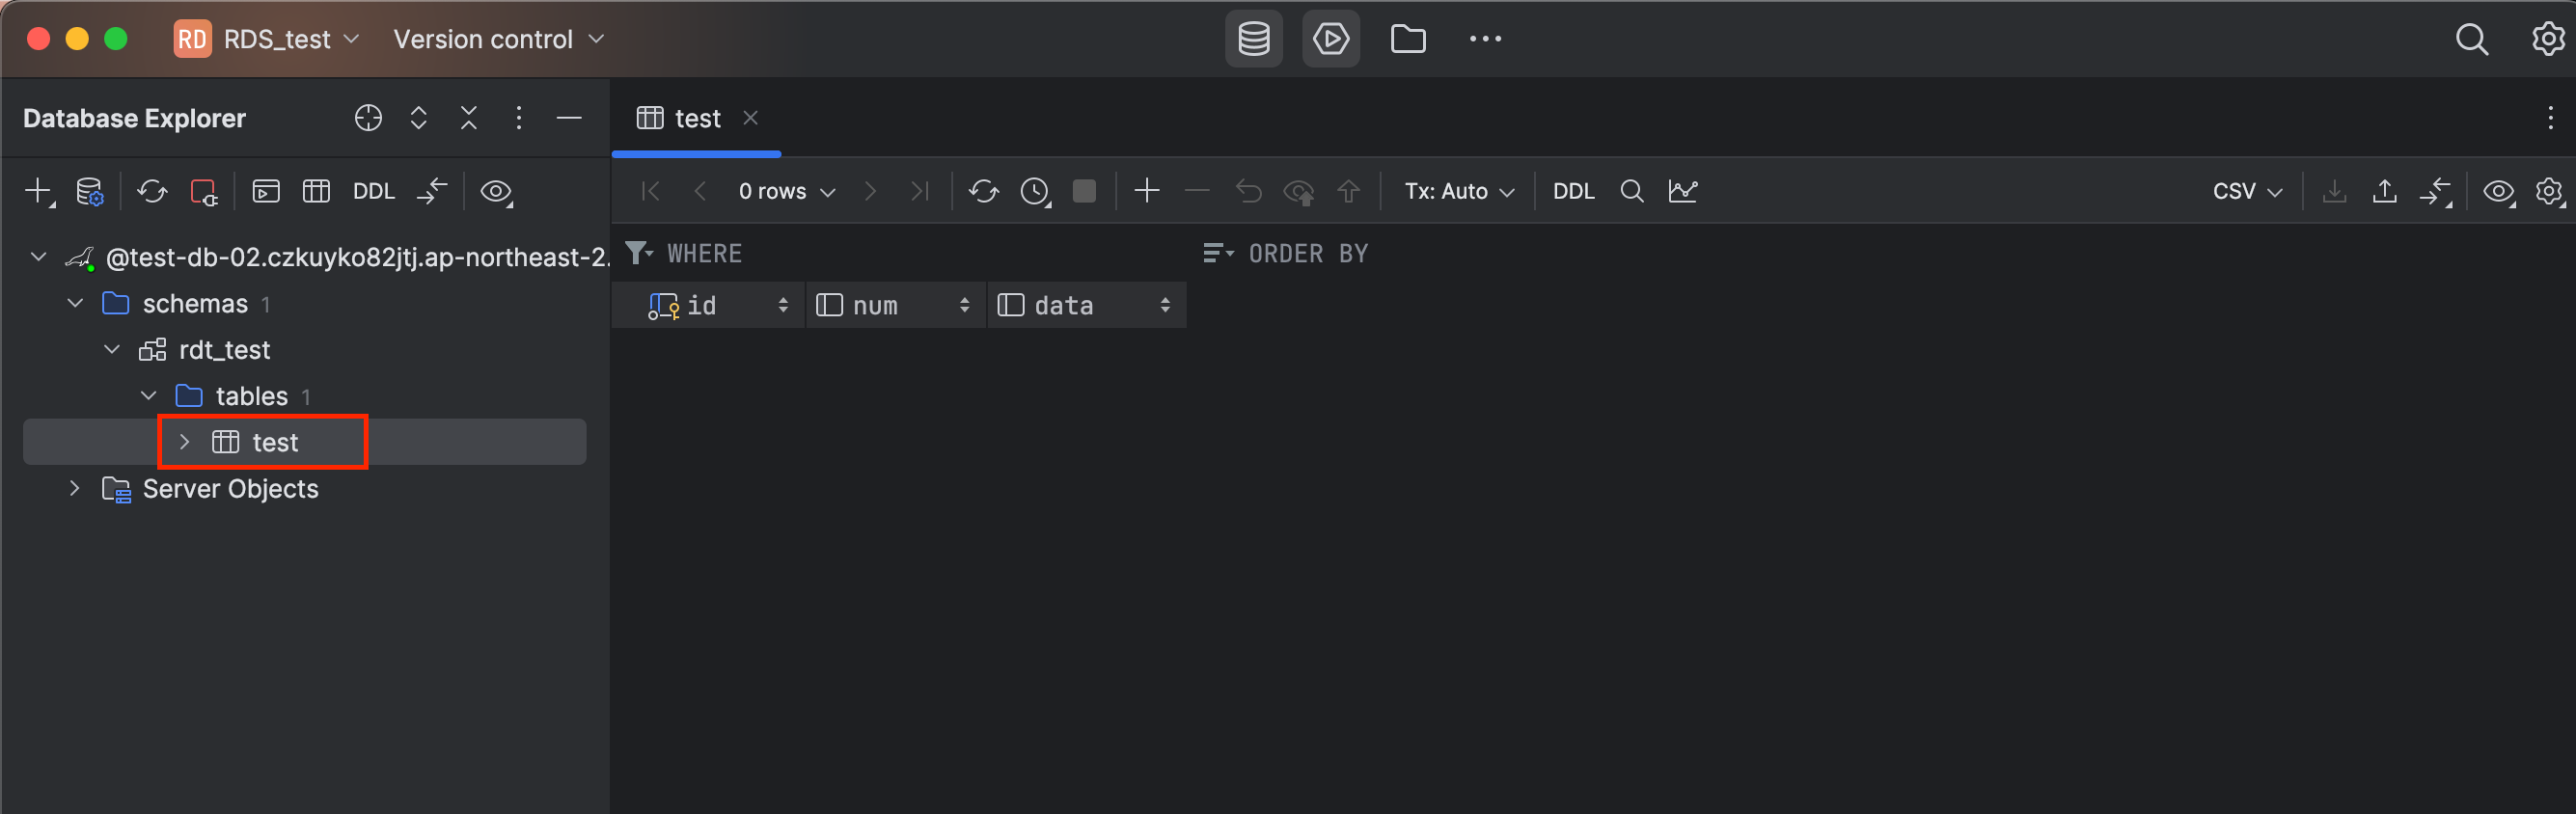 RD RDS_test Version control
Database Explorer
test
DDL
0 rows Tx: Auto DDL CSV
@test-db-02.czkuyko82jtj.ap-northeast-2.
WHERE ORDER BY
schemas 1
id num data
rdt_test
tables 1
test
Server Objects